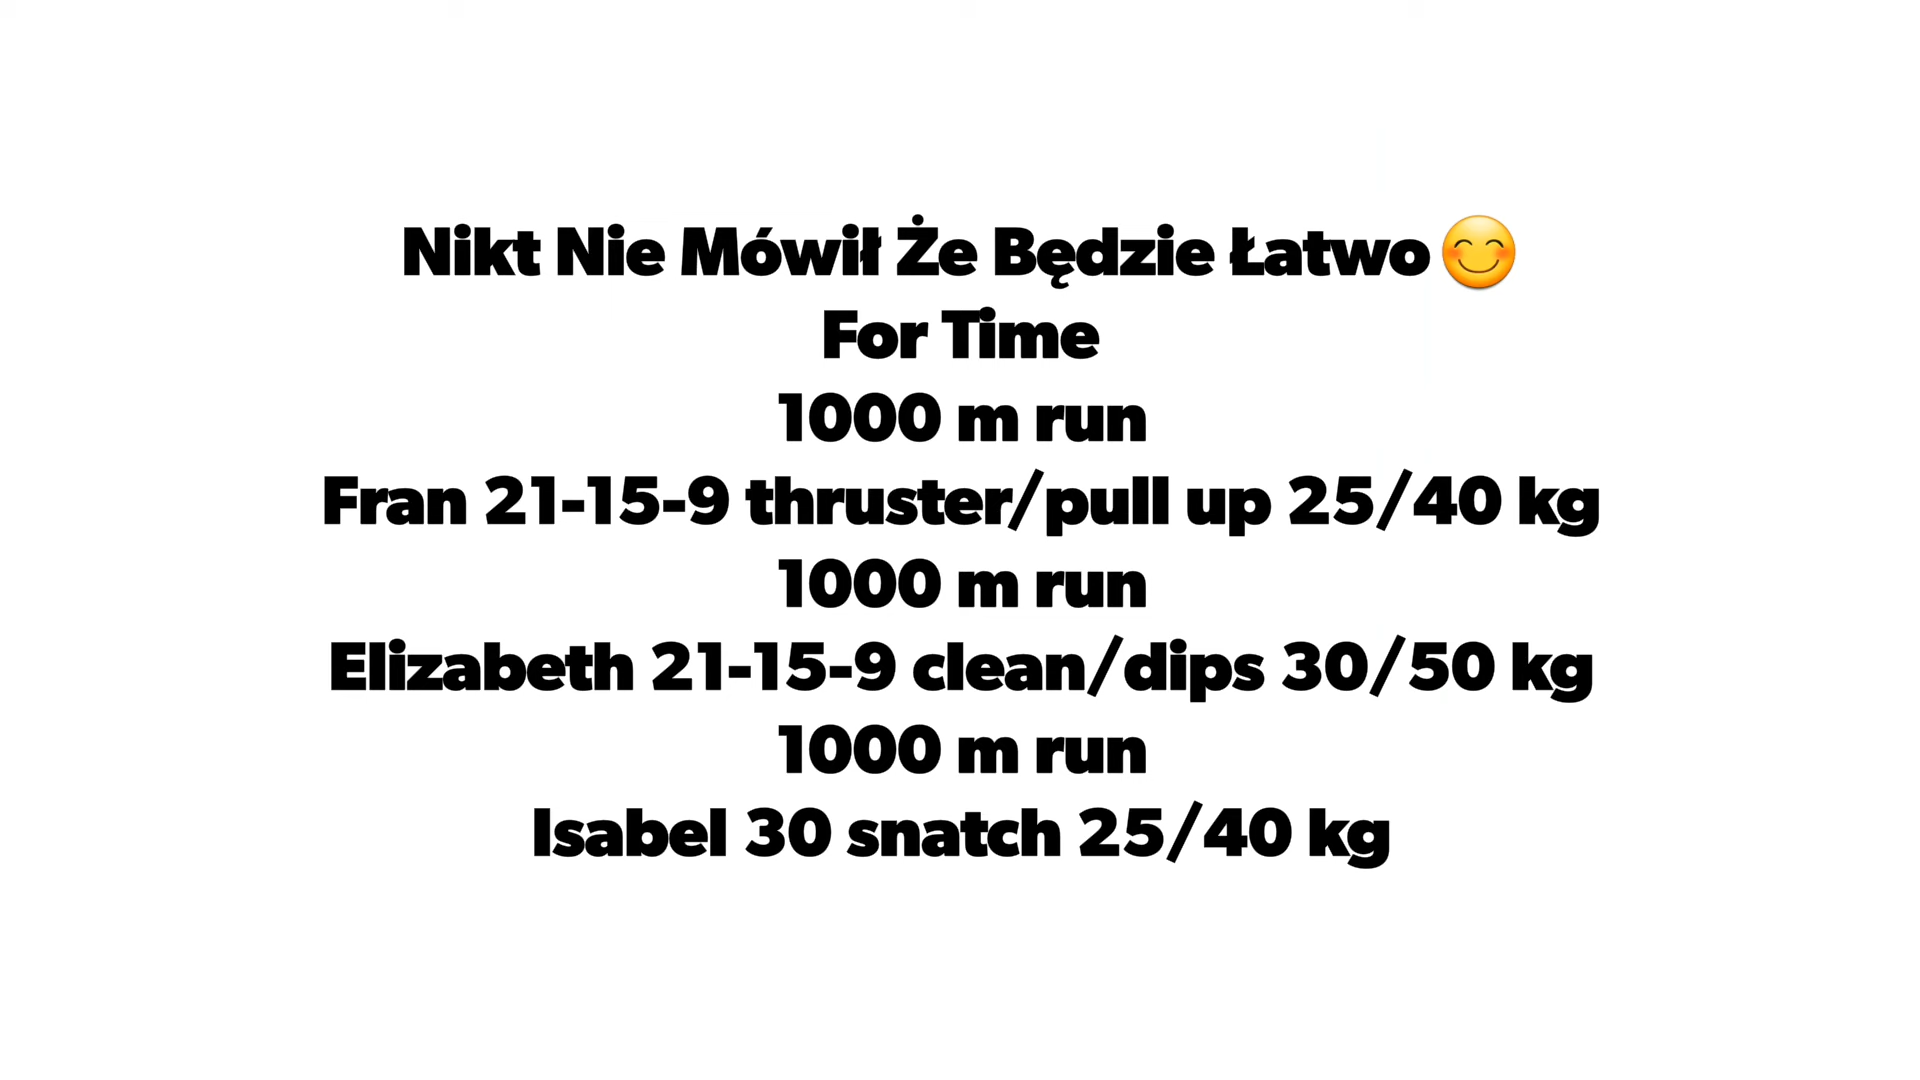 Nikt Nie Mówił Że Będzie Łatwo 😊
For Time
1000 m run
Fran 21-15-9 thruster/pull up 25/40 kg
1000 m run
Elizabeth 21-15-9 clean/dips 30/50 kg
1000 m run
Isabel 30 snatch 25/40 kg